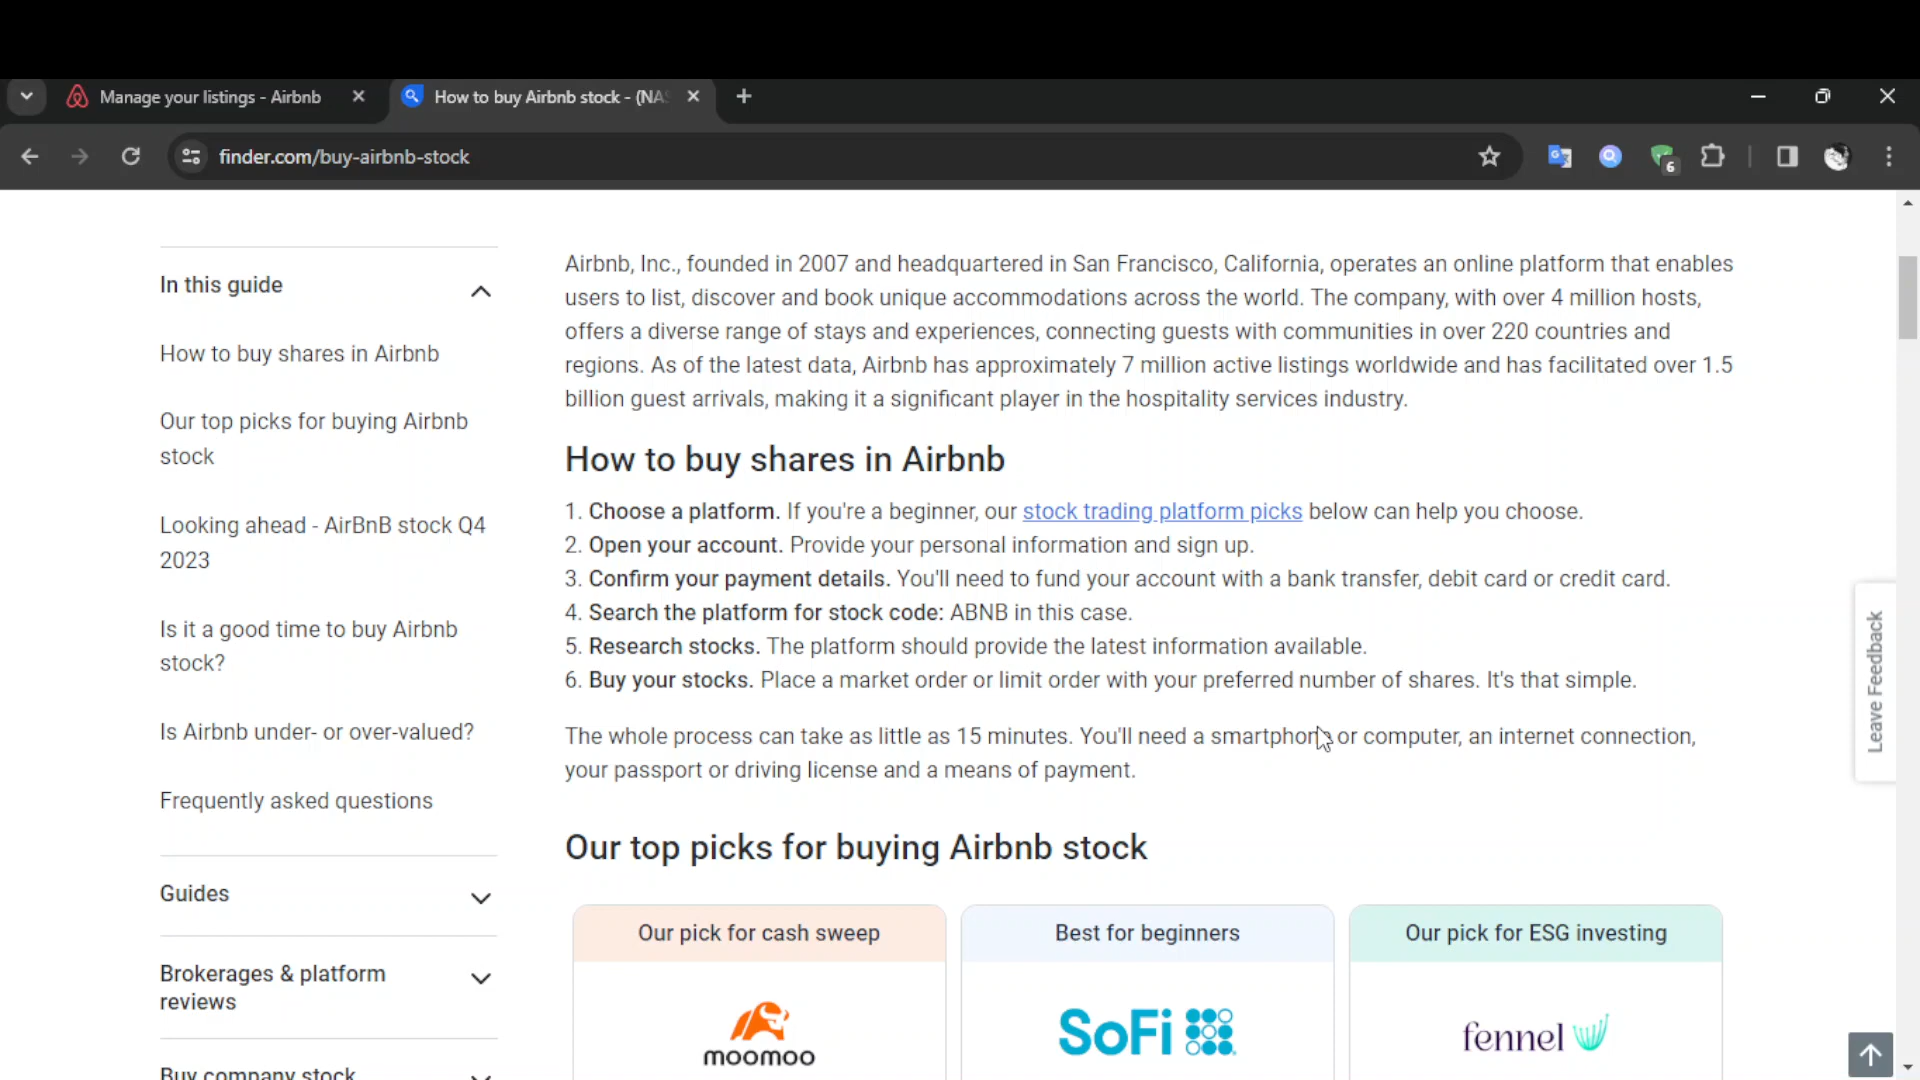 Manage your listings - Airbnb
How to buy Airbnb stock - (NAS
finder.com/buy-airbnb-stock
6
In this guide
How to buy shares in Airbnb
Our top picks for buying Airbnb
stock
Looking ahead - AirBnB stock Q4
2023
Is it a good time to buy Airbnb
stock?
Is Airbnb under- or over-valued?
Frequently asked questions
Guides
Brokerages & platform
reviews
Buy company stock
Airbnb, Inc., founded in 2007 and headquartered in San Francisco, California, operates an online platform that enables
users to list, discover and book unique accommodations across the world. The company, with over 4 million hosts,
offers a diverse range of stays and experiences, connecting guests with communities in over 220 countries and
regions. As of the latest data, Airbnb has approximately 7 million active listings worldwide and has facilitated over 1.5
billion guest arrivals, making it a significant player in the hospitality services industry.
How to buy shares in Airbnb
1. Choose a platform. If you're a beginner, our stock trading platform picks below can help you choose.
2. Open your account. Provide your personal information and sign up.
3. Confirm your payment details. You'll need to fund your account with a bank transfer, debit card or credit card.
4. Search the platform for stock code: ABNB in this case.
5. Research stocks. The platform should provide the latest information available.
6. Buy your stocks. Place a market order or limit order with your preferred number of shares. It's that simple.
The whole process can take as little as 15 minutes. You'll need a smartphone or computer, an internet connection,
your passport or driving license and a means of payment.
Our top picks for buying Airbnb stock
Our pick for cash sweep
moomoo
Best for beginners
SoFi
Our pick for ESG investing
fennel
Leave Feedback